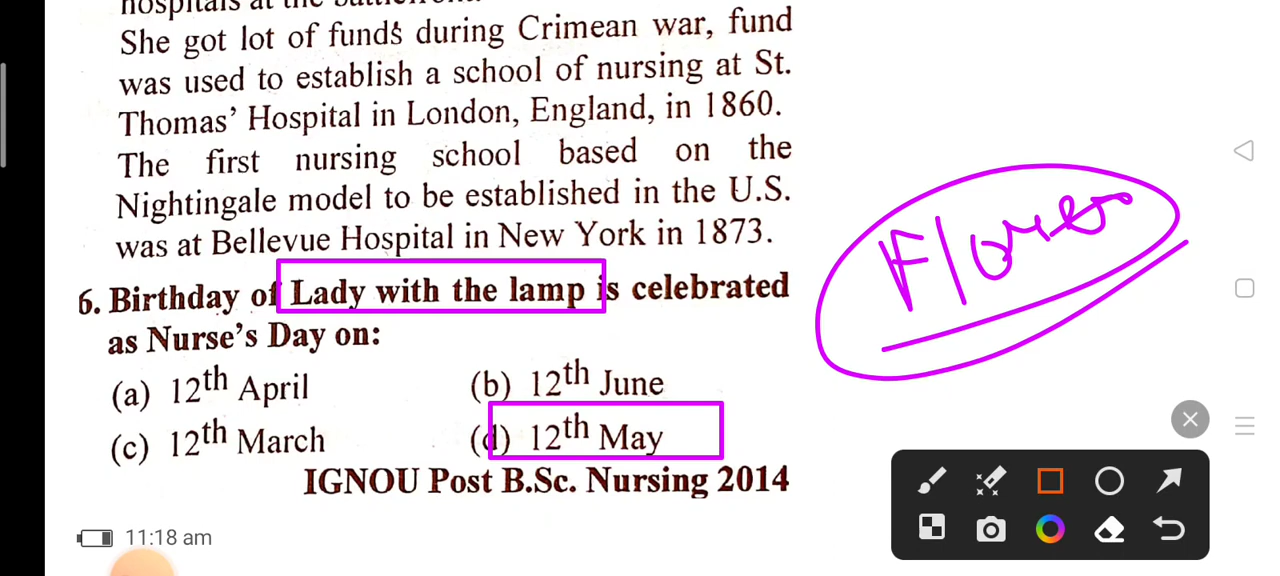 She got lot of funds during Crimean war, fund
was used to establish a school of nursing at St.
Thomas' Hospital in London, England, in 1860.
The first nursing school based on the
Nightingale model to be established in the U.S.
was at Bellevue Hospital in New York in 1873.
6. Birthday of Lady with the lamp is celebrated
as Nurse's Day on:
(a) 12th April (b) 12th June
(c) 12th March (d) 12th May
IGNOU Post B.Sc. Nursing 2014
11:18 am